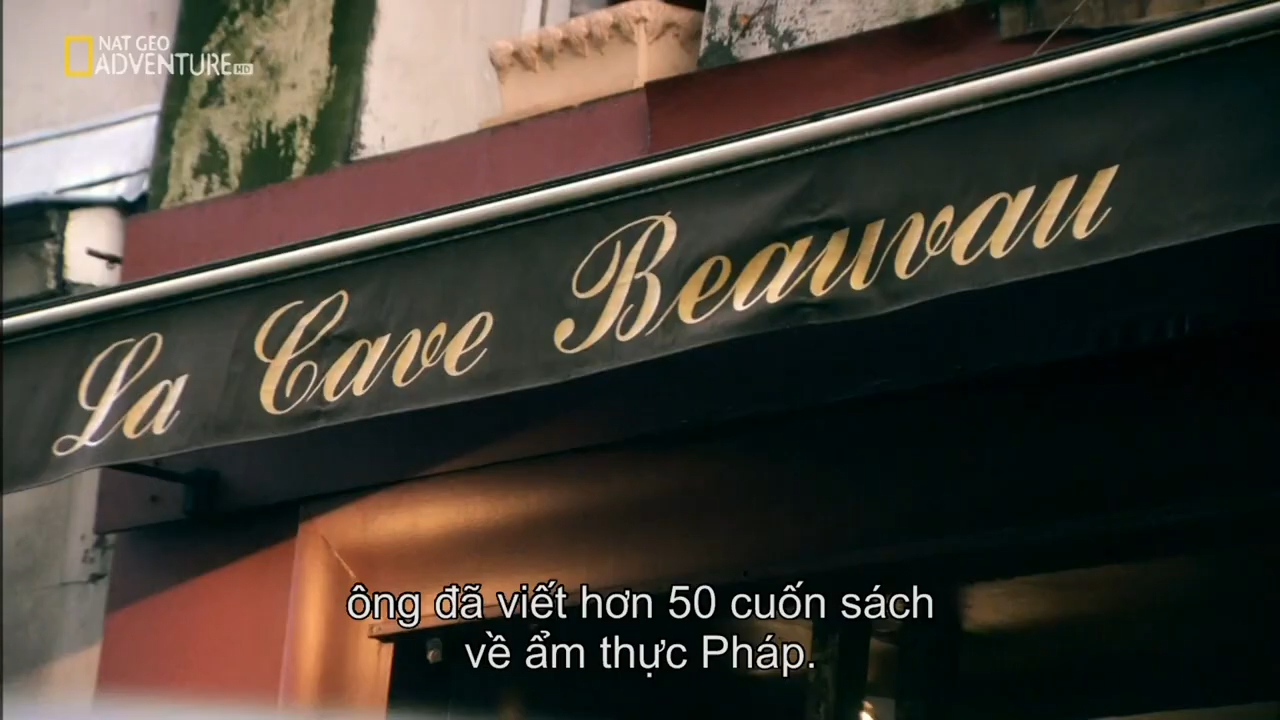 NAT GEO
ADVENTURE HD
La Cave Beauvau
ông đã viết hơn 50 cuốn sách
về ẩm thực Pháp.